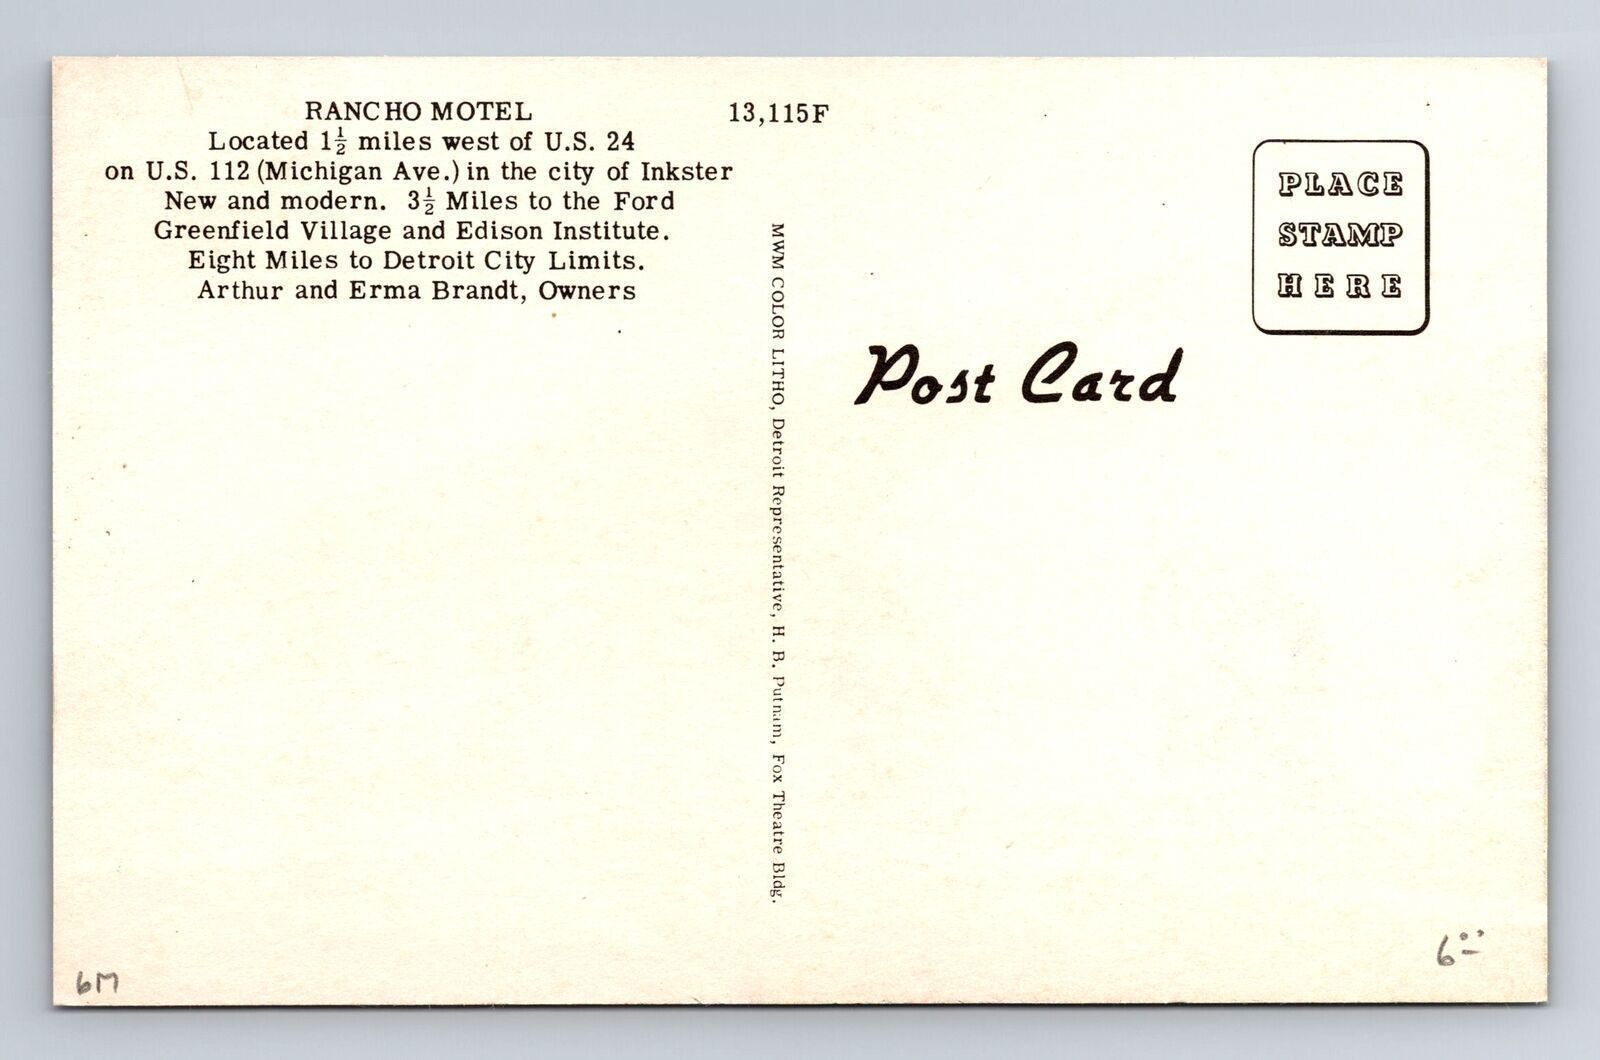 RANCHO MOTEL
Located 1½ miles west of U.S. 24
on U.S. 112 (Michigan Ave.) in the city of Inkster
New and modern. 3½ Miles to the Ford
Greenfield Village and Edison Institute.
Eight Miles to Detroit City Limits.
Arthur and Erma Brandt, Owners
13,115F
MWM COLOR LITHO, Detroit Representative, H. B. Putnam, Fox Theatre Bldg.
PLACE
STAMP
HERE
Post Card
6M
6⁰⁰